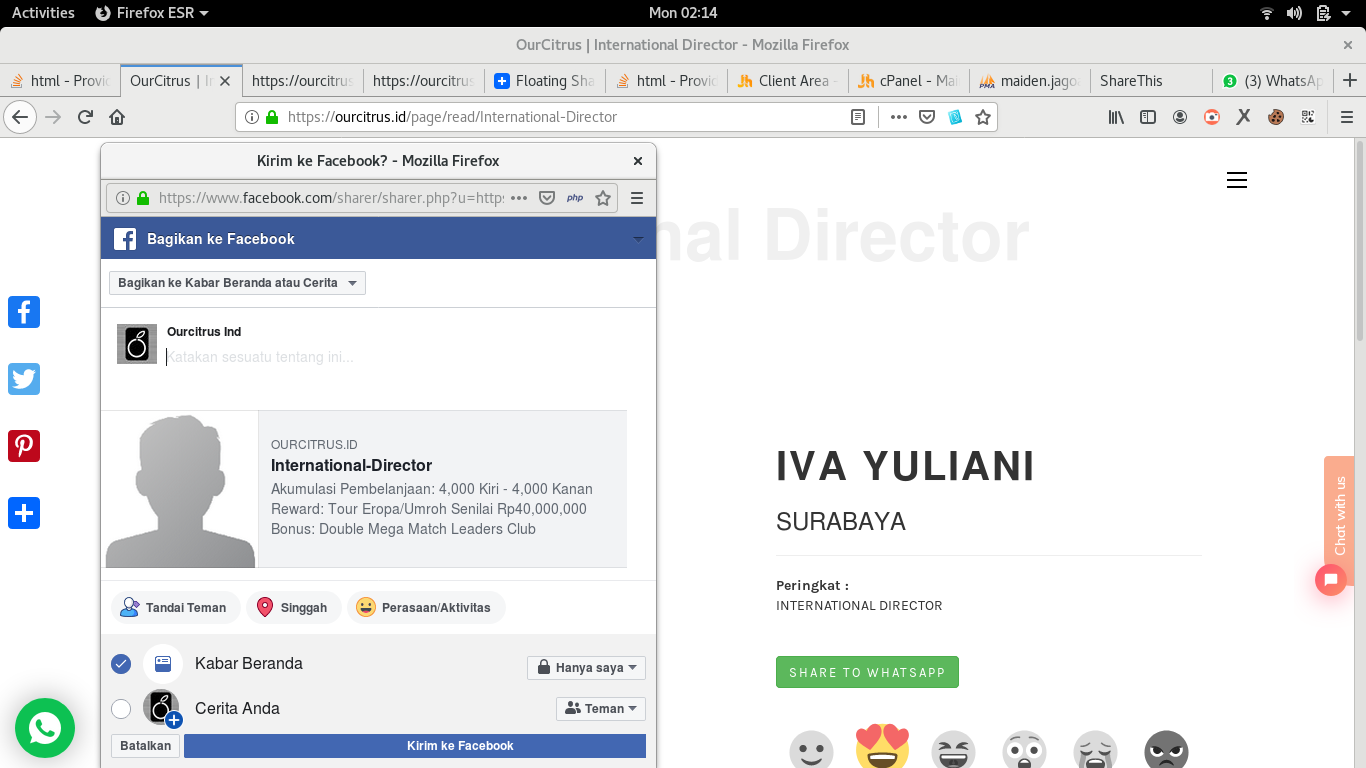 Activities
Firefox ESR
Mon 02:14
OurCitrus | International Director - Mozilla Firefox
html - Provid
OurCitrus | I
https://ourcitrus
https://ourcitrus
Floating Sha
html - Provid
Client Area -
cPanel - Mai
maiden.jago
ShareThis
3
(3) WhatsAp
https://ourcitrus.id/page/read/International-Director
Kirim ke Facebook? - Mozilla Firefox
https://www.facebook.com/sharer/sharer.php?u=https
php
Bagikan ke Facebook
nal Director
Bagikan ke Kabar Beranda atau Cerita
Ourcitrus Ind
Katakan sesuatu tentang ini...
OURCITRUS.ID
International-Director
Akumulasi Pembelanjaan: 4,000 Kiri - 4,000 Kanan
Reward: Tour Eropa/Umroh Senilai Rp40,000,000
Bonus: Double Mega Match Leaders Club
Tandai Teman
Singgah
Perasaan/Aktivitas
Kabar Beranda
Hanya saya
Cerita Anda
Teman
Batalkan
Kirim ke Facebook
IVA YULIANI
SURABAYA
Peringkat :
INTERNATIONAL DIRECTOR
SHARE TO WHATSAPP
Chat with us